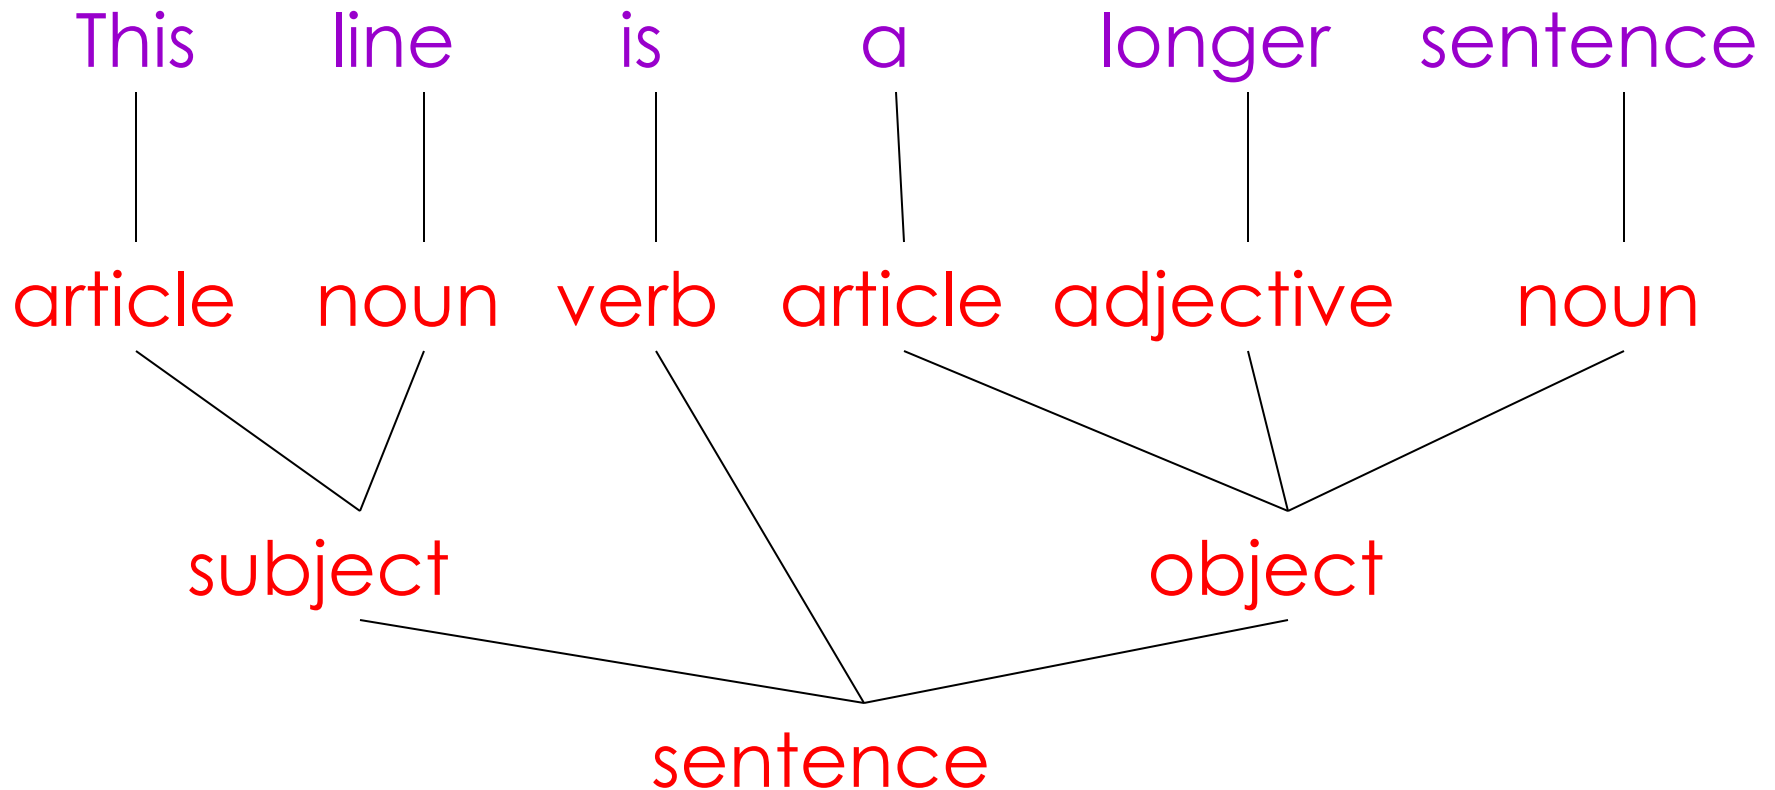 This line is a longer sentence
article noun verb article adjective noun
subject object
sentence